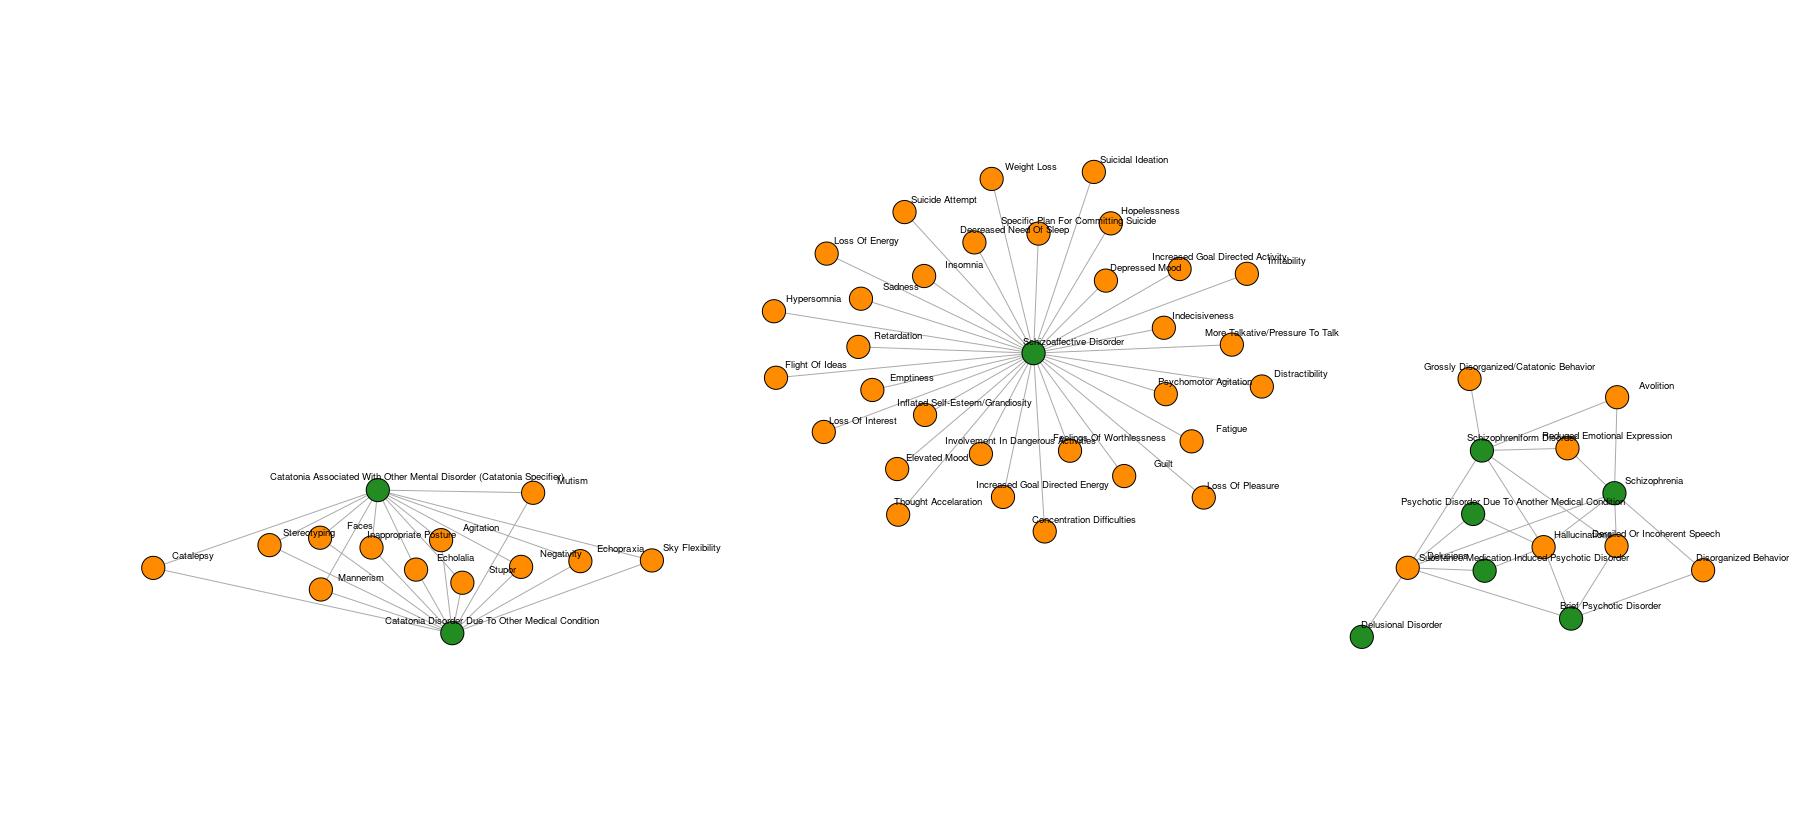 Catatonia Associated With Other Mental Disorder (Catatonia Specifier)
Mutism
Faces
Agitation
Stereotyping
Inappropriate Posture
Catalepsy
Echolalia
Negativity
Echopraxia
Sky Flexibility
Mannerism
Stupor
Catatonia Disorder Due To Other Medical Condition
Weight Loss
Suicidal Ideation
Suicide Attempt
Hopelessness
Specific Plan For Committing Suicide
Decreased Need Of Sleep
Loss Of Energy
Insomnia
Increased Goal Directed Activity
Irritability
Depressed Mood
Sadness
Hypersomnia
Indecisiveness
Retardation
More Talkative/Pressure To Talk
Schizoaffective Disorder
Flight Of Ideas
Emptiness
Psychomotor Agitation
Distractibility
Inflated Self-Esteem/Grandiosity
Loss Of Interest
Fatigue
Involvement In Dangerous Activities
Feelings Of Worthlessness
Elevated Mood
Guilt
Increased Goal Directed Energy
Loss Of Pleasure
Thought Accelaration
Concentration Difficulties
Grossly Disorganized/Catatonic Behavior
Avolition
Schizophreniform Disorder
Reduced Emotional Expression
Schizophrenia
Psychotic Disorder Due To Another Medical Condition
Hallucinations
Derailed Or Incoherent Speech
Delusions
Substance/Medication Induced Psychotic Disorder
Disorganized Behavior
Brief Psychotic Disorder
Delusional Disorder